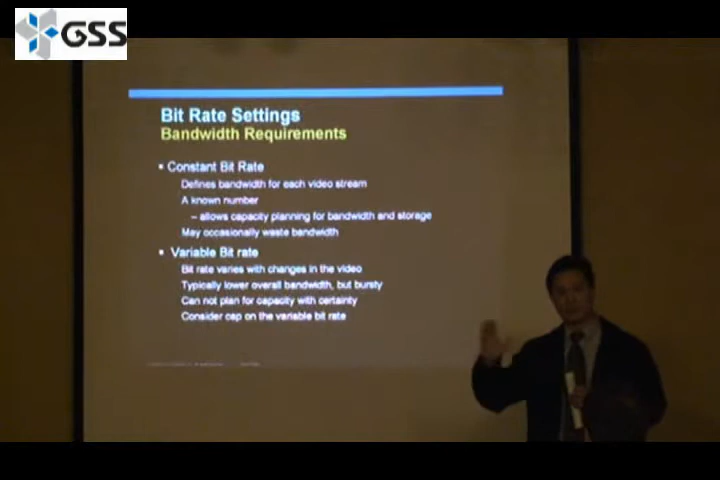 GSS
Bit Rate Settings
Bandwidth Requirements
▪ Constant Bit Rate
Defines bandwidth for each video stream
A known number
– allows capacity planning for bandwidth and storage
May occasionally waste bandwidth
▪ Variable Bit rate
Bit rate varies with changes in the video
Typically lower overall bandwidth, but bursty
Can not plan for capacity with certainty
Consider cap on the variable bit rate